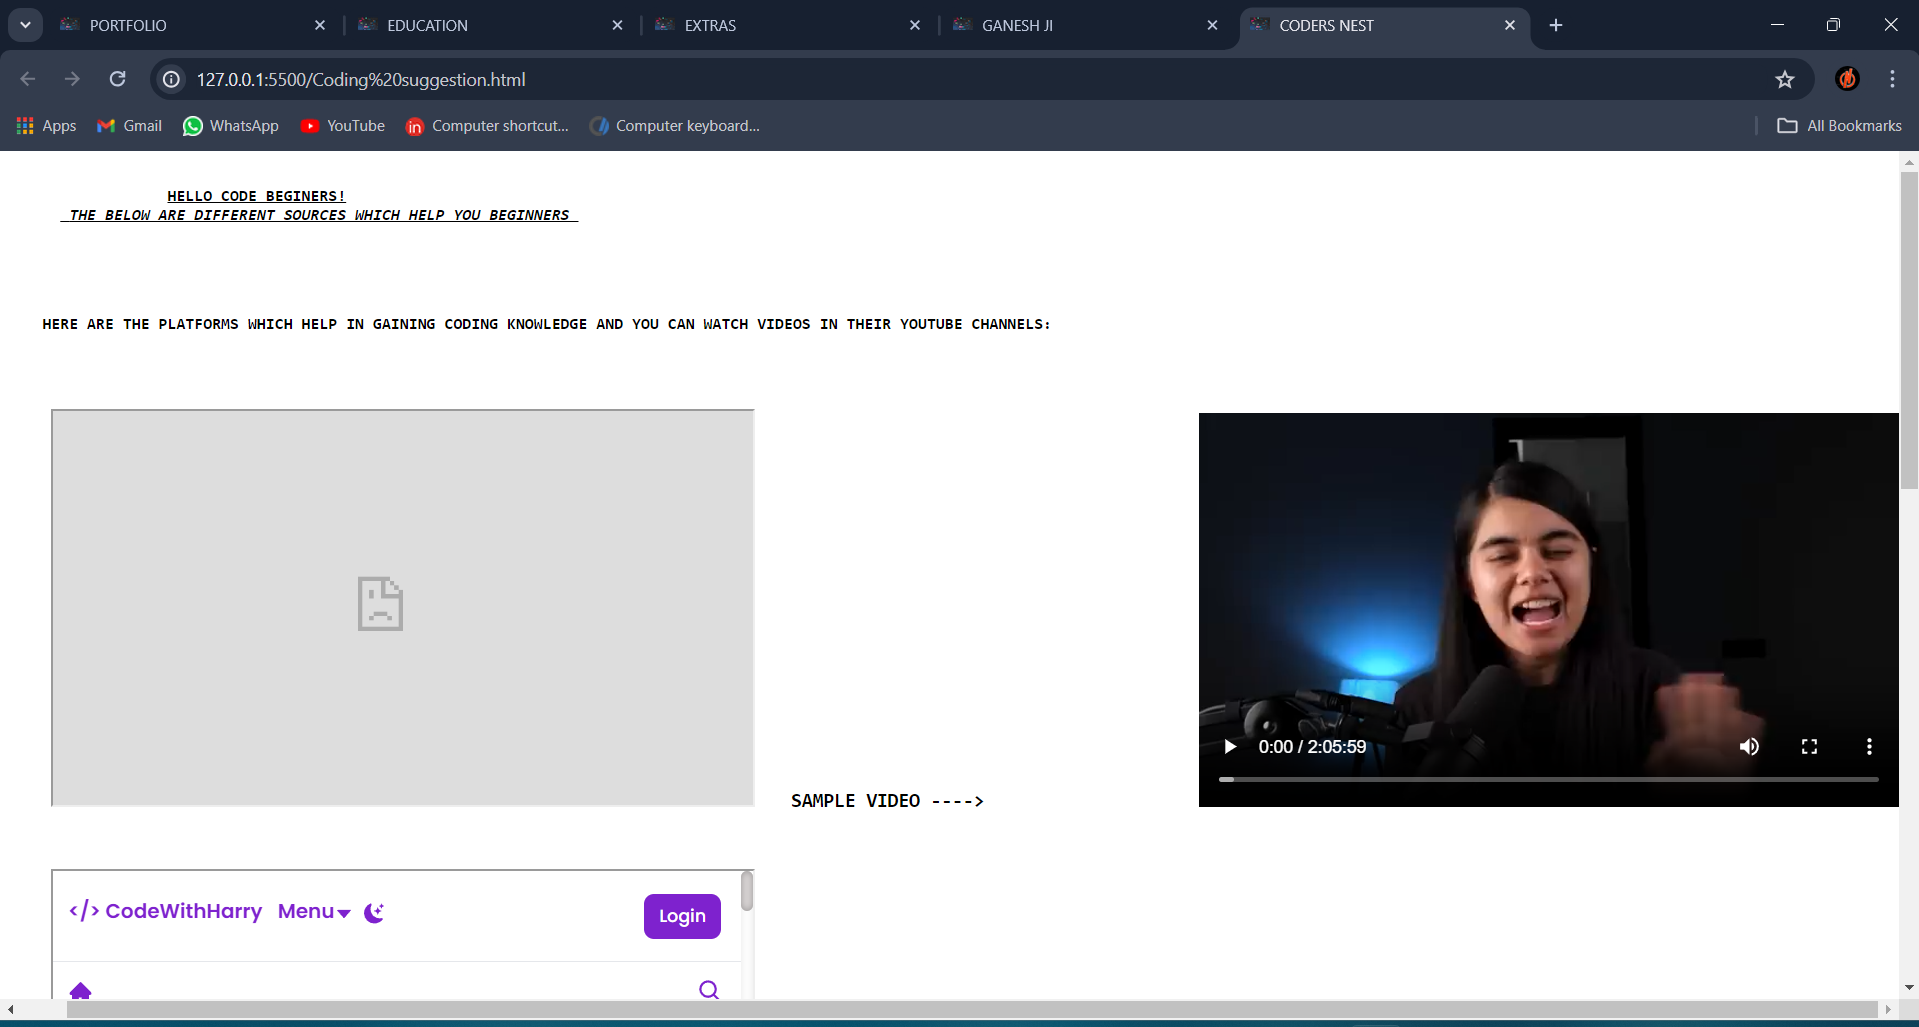 PORTFOLIO
EDUCATION
EXTRAS
GANESH JI
CODERS NEST
127.0.0.1:5500/Coding%20suggestion.html
Apps
Gmail
WhatsApp
YouTube
in Computer shortcut...
Computer keyboard...
All Bookmarks
HELLO CODE BEGINERS!
THE BELOW ARE DIFFERENT SOURCES WHICH HELP YOU BEGINNERS
HERE ARE THE PLATFORMS WHICH HELP IN GAINING CODING KNOWLEDGE AND YOU CAN WATCH VIDEOS IN THEIR YOUTUBE CHANNELS:
0:00 / 2:05:59
SAMPLE VIDEO ---->
</> CodeWithHarry Menu
Login